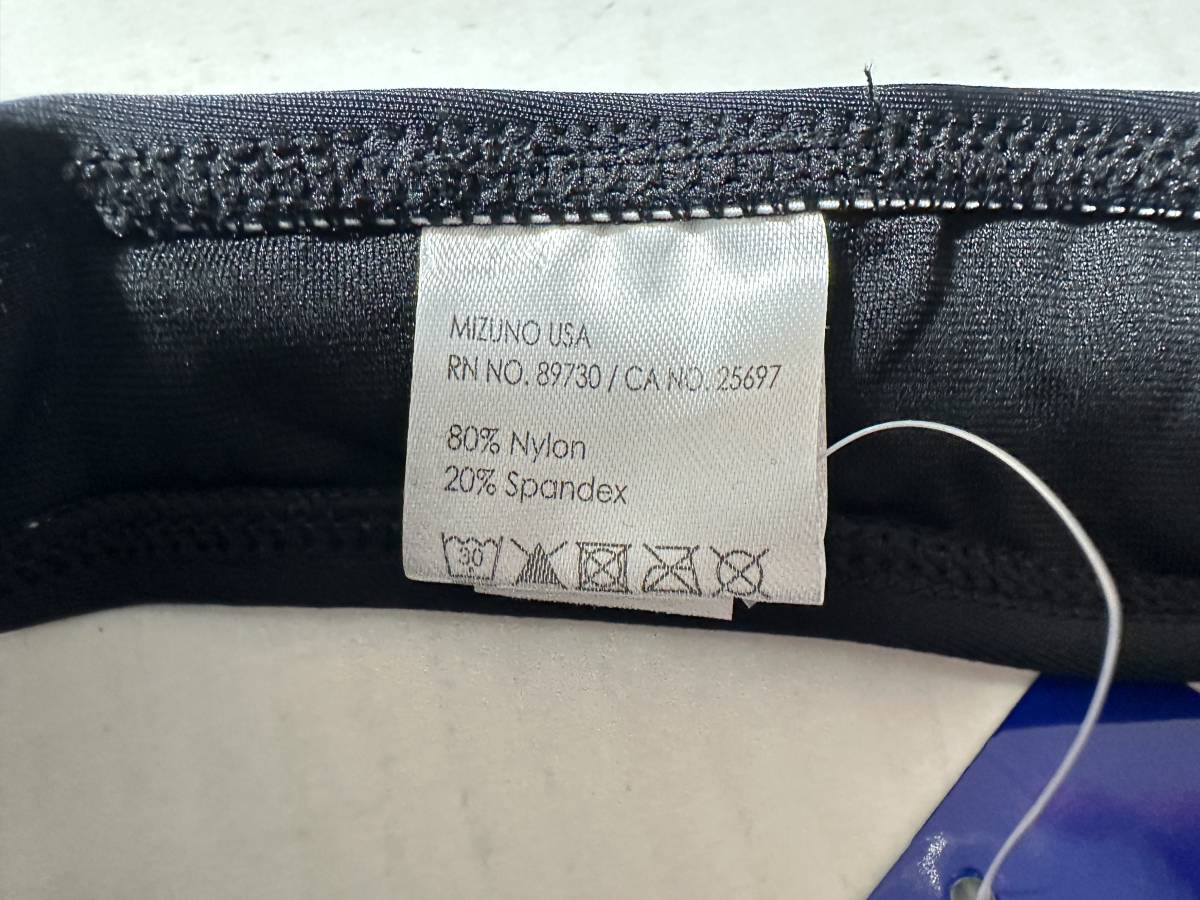 MIZUNO USA
RN NO. 89730 / CA NO. 25697
80% Nylon
20% Spandex
30